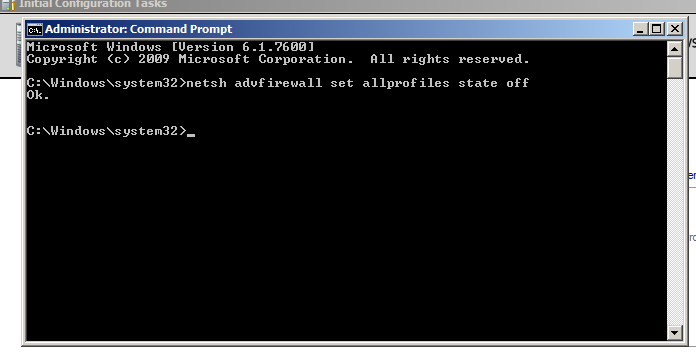 Initial Configuration Tasks
Administrator: Command Prompt
Microsoft Windows [Version 6.1.7600]
Copyright (c) 2009 Microsoft Corporation.  All rights reserved.
C:\Windows\system32>netsh advfirewall set allprofiles state off
Ok.
C:\Windows\system32>_